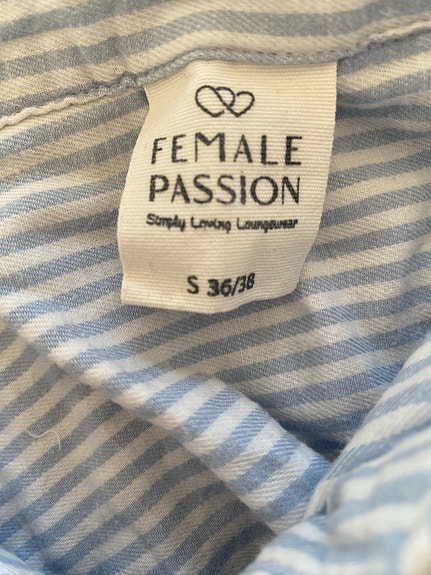 FEMALE
PASSION
Simply Loving Loungewear
S 36/38